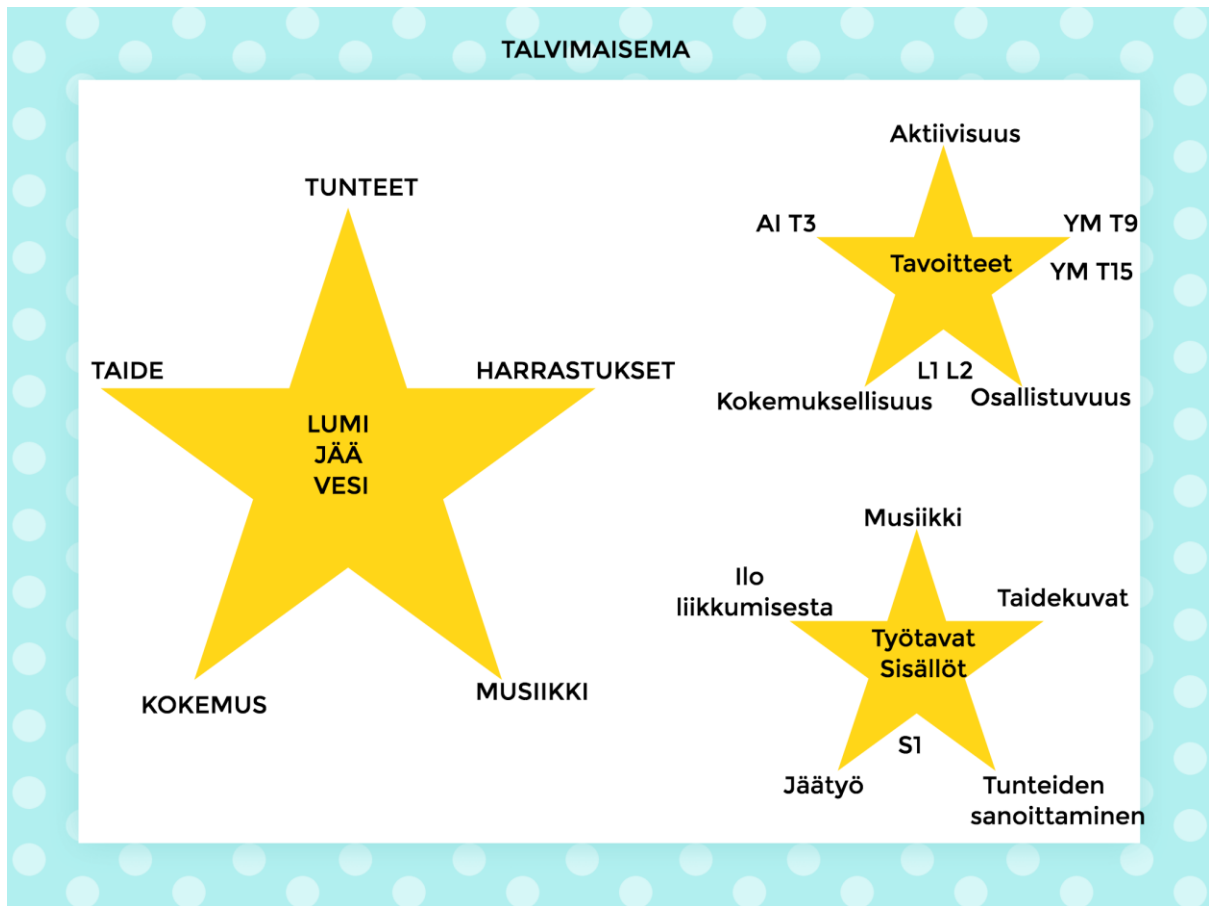 TALVIMAISEMA
TUNTEET
TAIDE
HARRASTUKSET
LUMI
JÄÄ
VESI
KOKEMUS
MUSIIKKI
Aktiivisuus
AI T3
YM T9
Tavoitteet
YM T15
L1 L2
Kokemuksellisuus
Osallistuvuus
Musiikki
Ilo
liikkumisesta
Taidekuvat
Työtavat
Sisällöt
S1
Jäätyö
Tunteiden
sanoittaminen